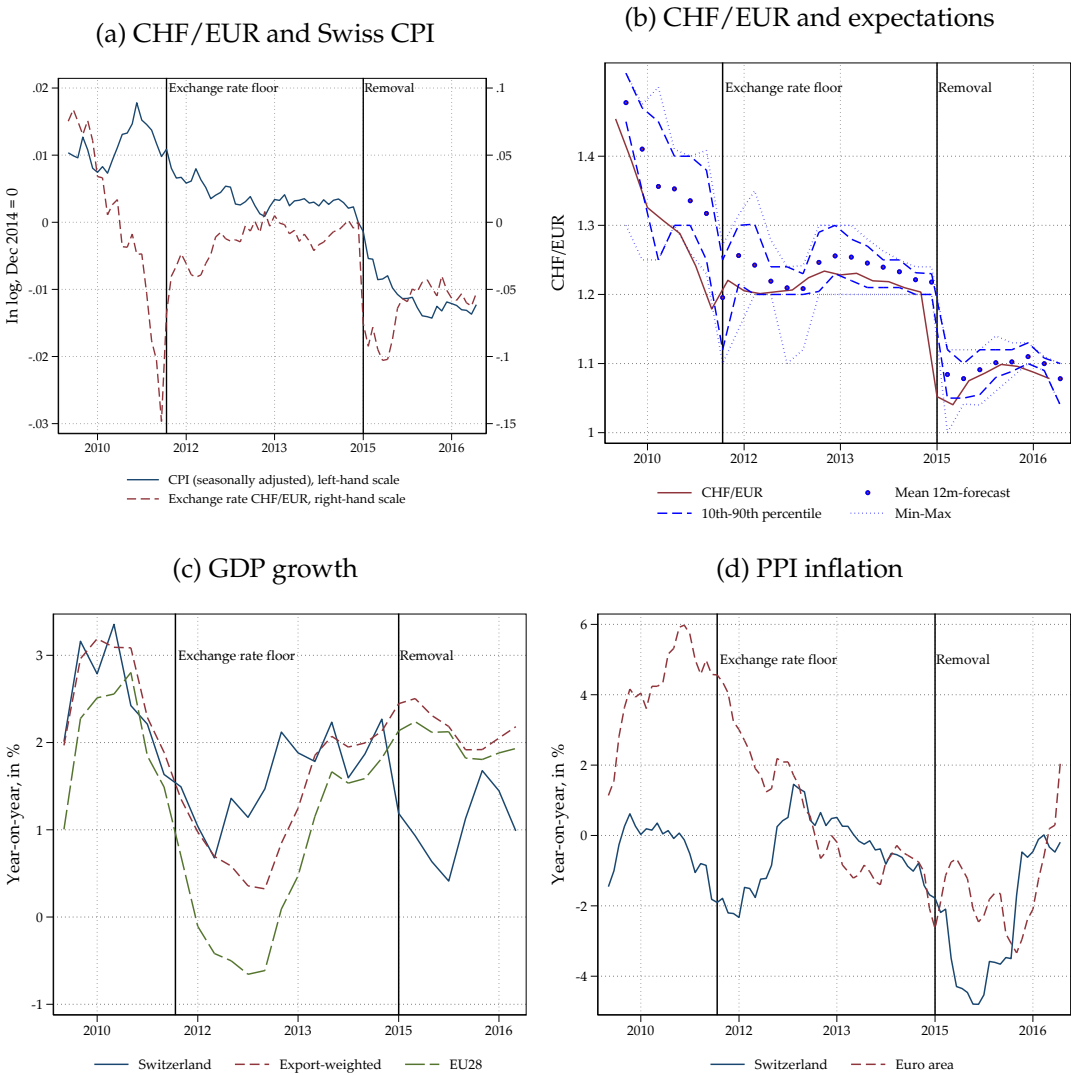 (a) CHF/EUR and Swiss CPI
In log, Dec 2014 = 0
.02
.01
0
-.01
-.02
-.03
.1
.05
0
-.05
-.1
-.15
Exchange rate floor
Removal
2010
2012
2013
2015
2016
CPI (seasonally adjusted), left-hand scale
Exchange rate CHF/EUR, right-hand scale
(b) CHF/EUR and expectations
CHF/EUR
1.4
1.3
1.2
1.1
1
Exchange rate floor
Removal
2010
2012
2013
2015
2016
CHF/EUR
Mean 12m-forecast
10th-90th percentile
Min-Max
(c) GDP growth
Year-on-year, in %
3
2
1
0
-1
Exchange rate floor
Removal
2010
2012
2013
2015
2016
Switzerland
Export-weighted
EU28
(d) PPI inflation
Year-on-year, in %
6
4
2
0
-2
-4
Exchange rate floor
Removal
2010
2012
2013
2015
2016
Switzerland
Euro area